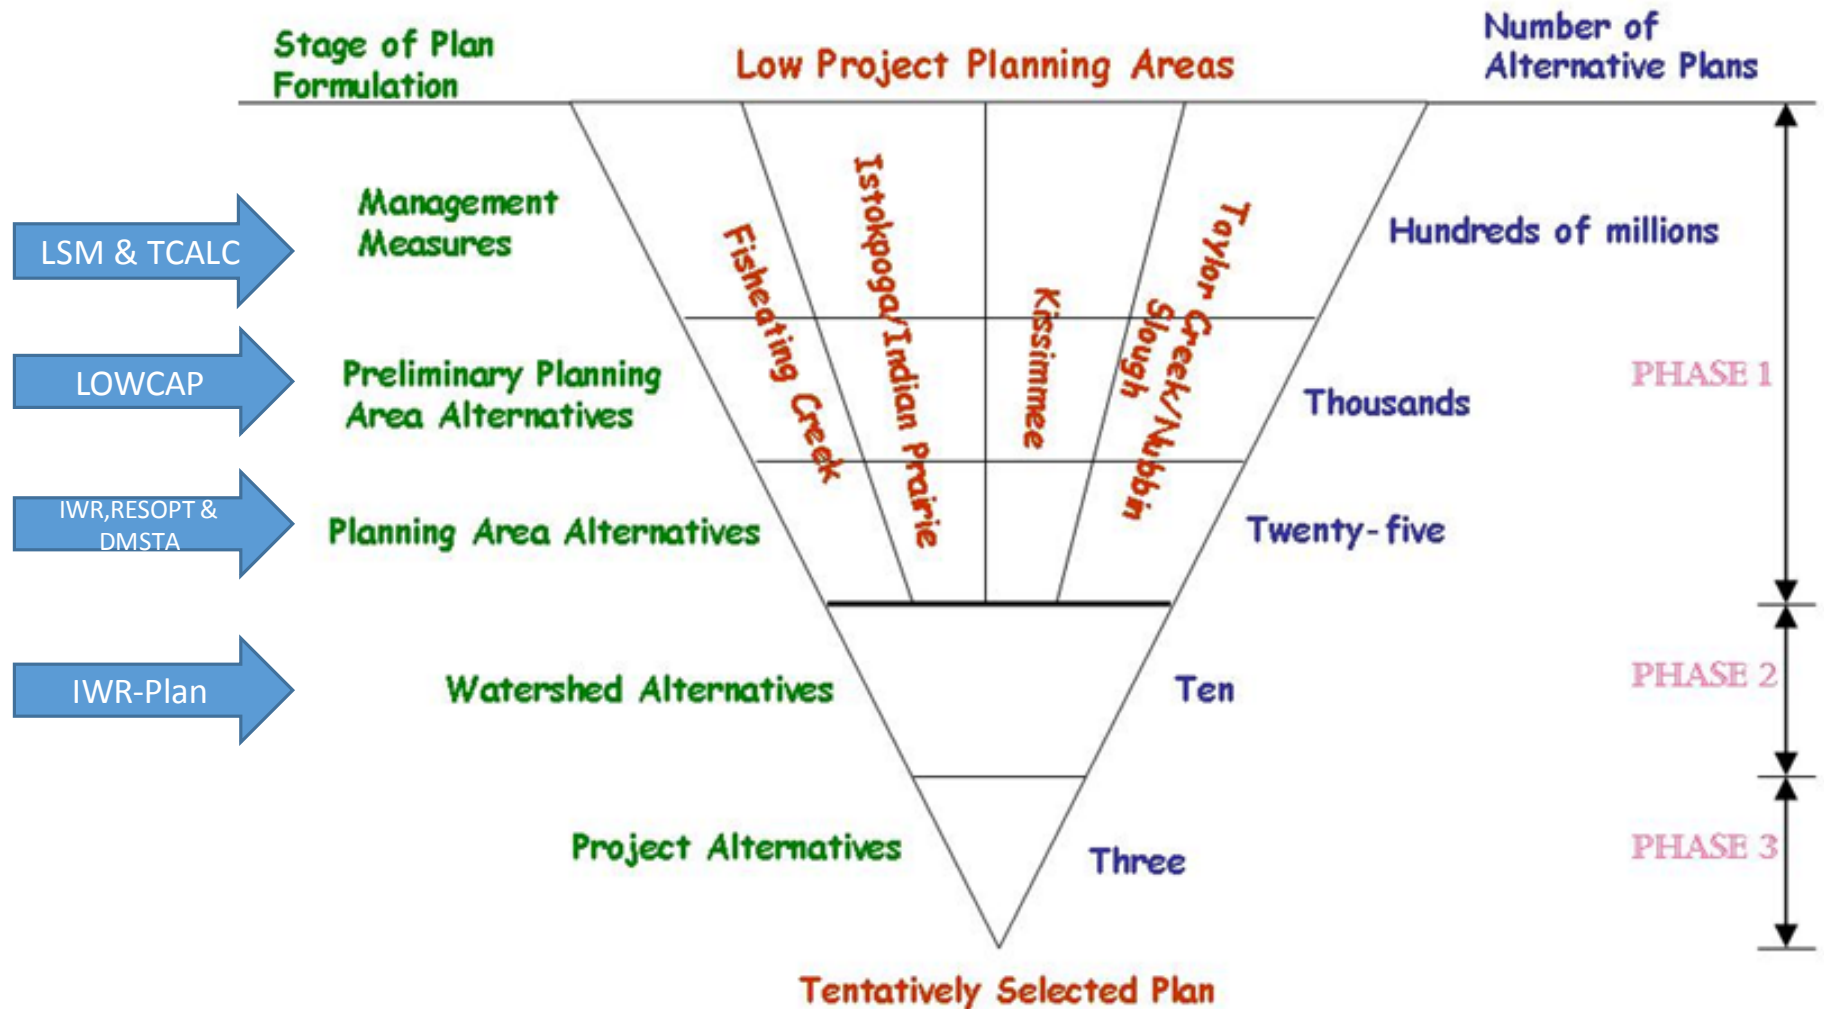 Stage of Plan
Formulation
Low Project Planning Areas
Number of
Alternative Plans
LSM & TCALC
Management
Measures
Fisheating Creek
Istokpoga/Indian Prairie
Kissimmee
Taylor Creek/Nubbin
Slough
Hundreds of millions
LOWCAP
Preliminary Planning
Area Alternatives
Thousands
PHASE 1
IWR,RESOPT &
DMSTA
Planning Area Alternatives
Twenty-five
IWR-Plan
Watershed Alternatives
Ten
PHASE 2
Project Alternatives
Three
PHASE 3
Tentatively Selected Plan